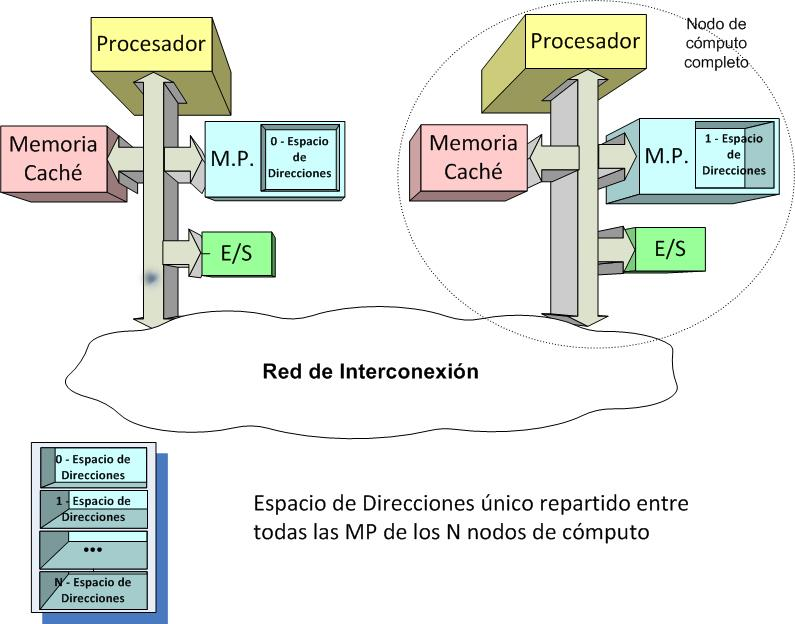 Procesador
Memoria
Caché
M.P.
0 - Espacio
de
Direcciones
E/S
Procesador
Nodo de
cómputo
completo
Memoria
Caché
M.P.
1 - Espacio
de
Direcciones
E/S
Red de Interconexión
0 - Espacio de
Direcciones
1 - Espacio de
Direcciones
•••
N - Espacio de
Direcciones
Espacio de Direcciones único repartido entre
todas las MP de los N nodos de cómputo